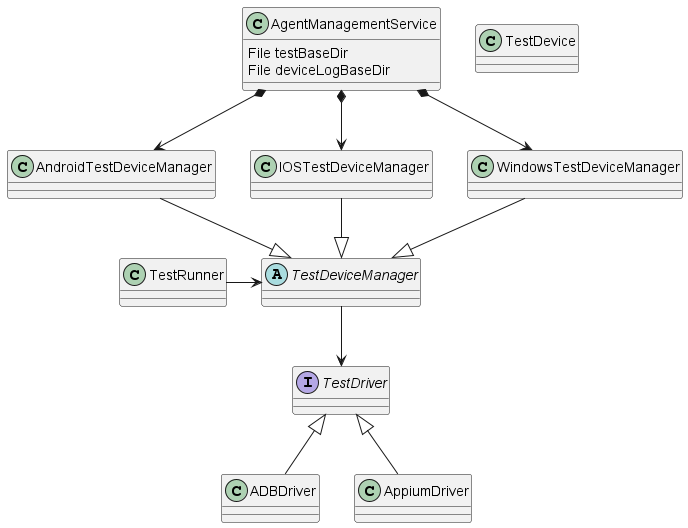 C AgentManagementService
File testBaseDir
File deviceLogBaseDir
C TestDevice
C AndroidTestDeviceManager
C IOSTestDeviceManager
C WindowsTestDeviceManager
C TestRunner
A TestDeviceManager
I TestDriver
C ADBDriver
C AppiumDriver